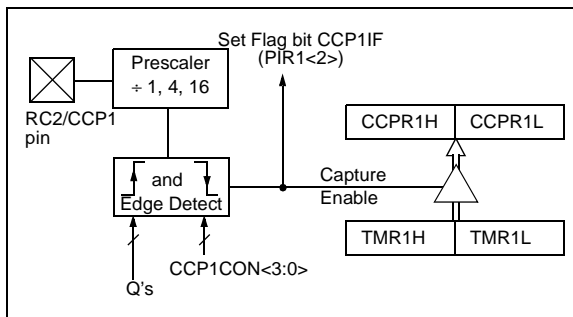 Set Flag bit CCP1IF
(PIR1<2>)
Prescaler
÷ 1, 4, 16
RC2/CCP1
pin
CCPR1H
CCPR1L
and
Edge Detect
Capture
Enable
TMR1H
TMR1L
CCP1CON<3:0>
Q's